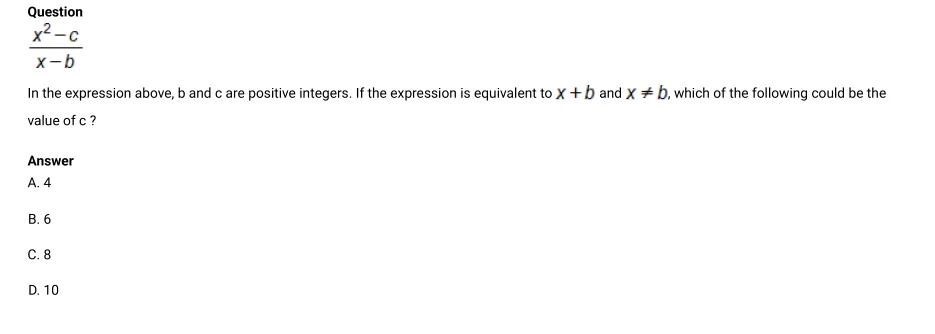 Question
x² – c
x – b
In the expression above, b and c are positive integers. If the expression is equivalent to x + b and x ≠ b, which of the following could be the
value of c ?
Answer
A. 4
B. 6
C. 8
D. 10